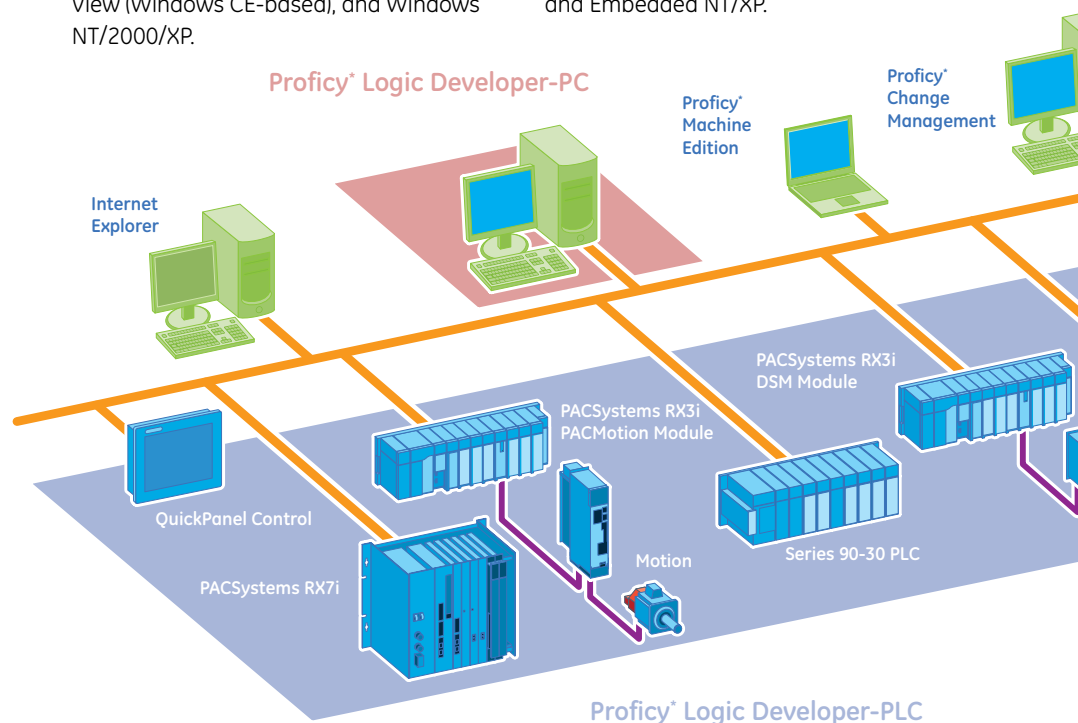 View (Windows CE-based), and Windows
NT/2000/XP.
and Embedded NT/XP.
Proficy* Logic Developer-PC
Proficy*
Change
Management
Proficy*
Machine
Edition
Internet
Explorer
PACSystems RX3i
DSM Module
PACSystems RX3i
PACMotion Module
QuickPanel Control
Series 90-30 PLC
Motion
PACSystems RX7i
Proficy* Logic Developer-PLC